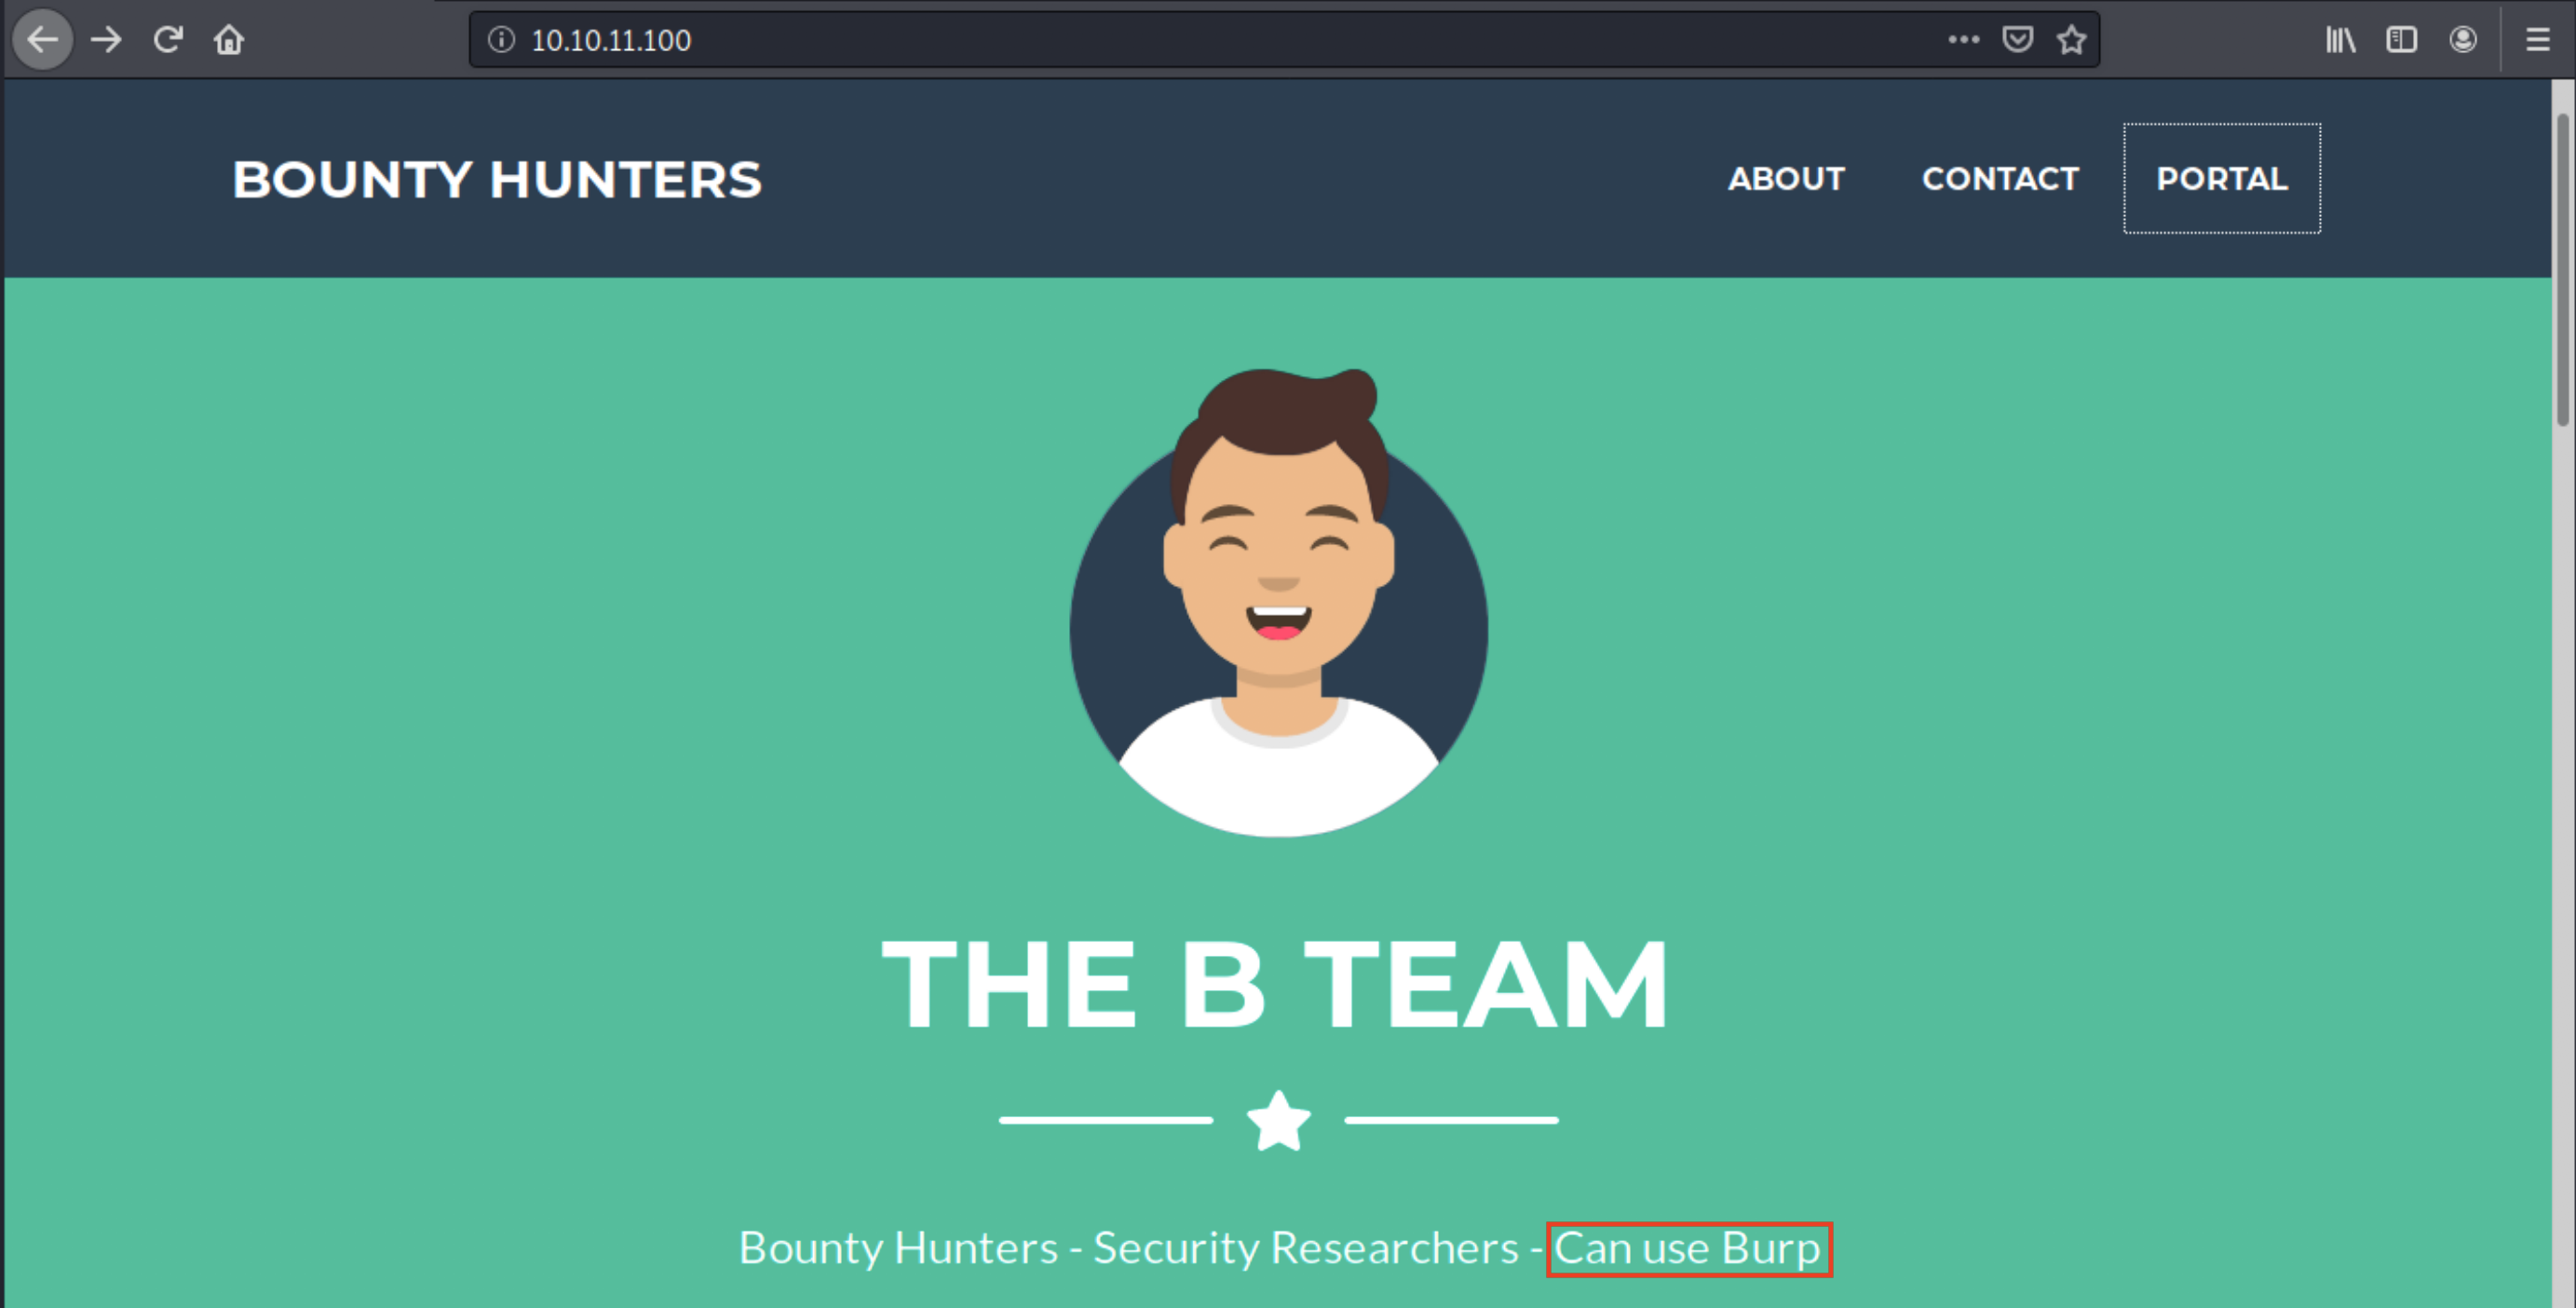 10.10.11.100
BOUNTY HUNTERS ABOUT CONTACT PORTAL
THE B TEAM
Bounty Hunters - Security Researchers - Can use Burp